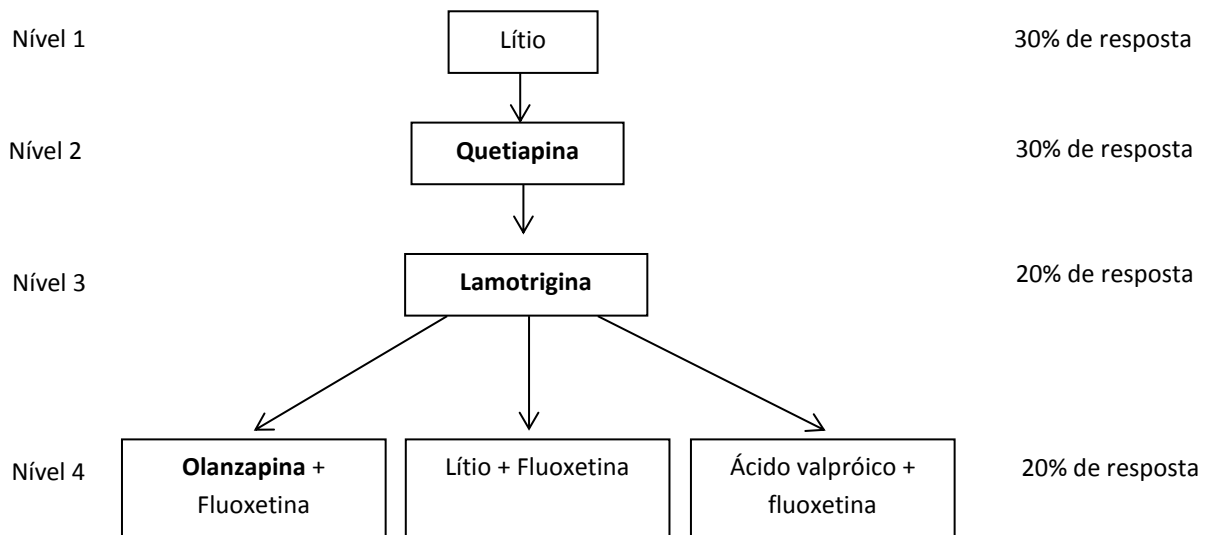 Nível 1
Lítio
30% de resposta
Nível 2
Quetiapina
30% de resposta
Nível 3
Lamotrigina
20% de resposta
Nível 4
Olanzapina +
Fluoxetina
Lítio + Fluoxetina
Ácido valpróico +
fluoxetina
20% de resposta